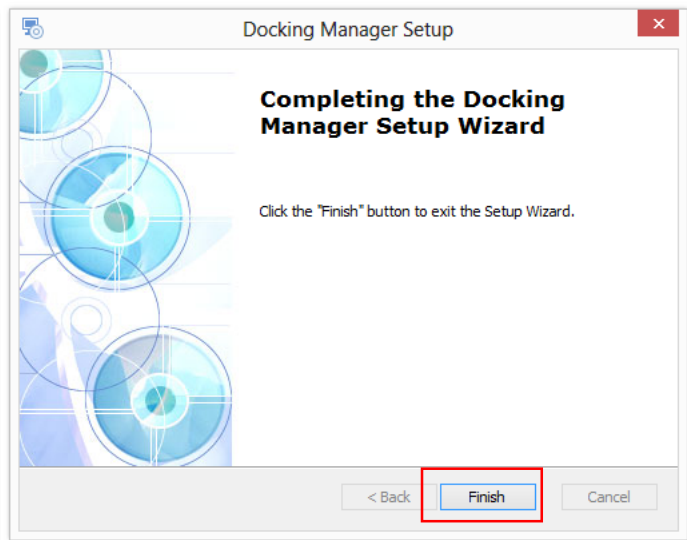 Docking Manager Setup
Completing the Docking
Manager Setup Wizard
Click the "Finish" button to exit the Setup Wizard.
< Back
Finish
Cancel